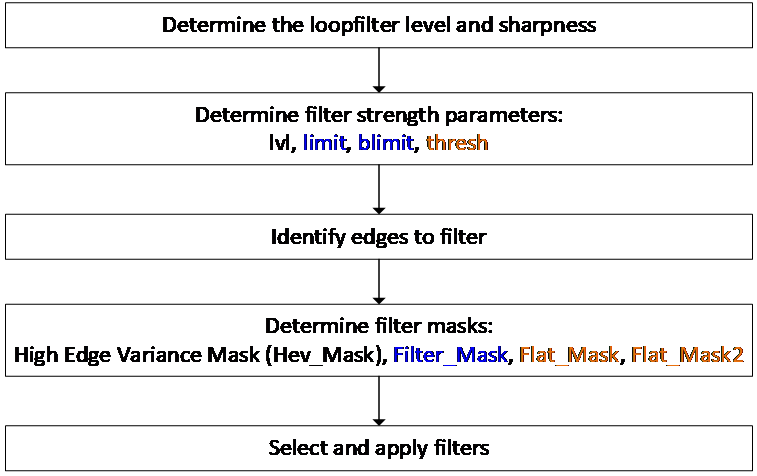 Determine the loopfilter level and sharpness
Determine filter strength parameters:
lvl, limit, blimit, thresh
Identify edges to filter
Determine filter masks:
High Edge Variance Mask (Hev_Mask), Filter_Mask, Flat_Mask, Flat_Mask2
Select and apply filters